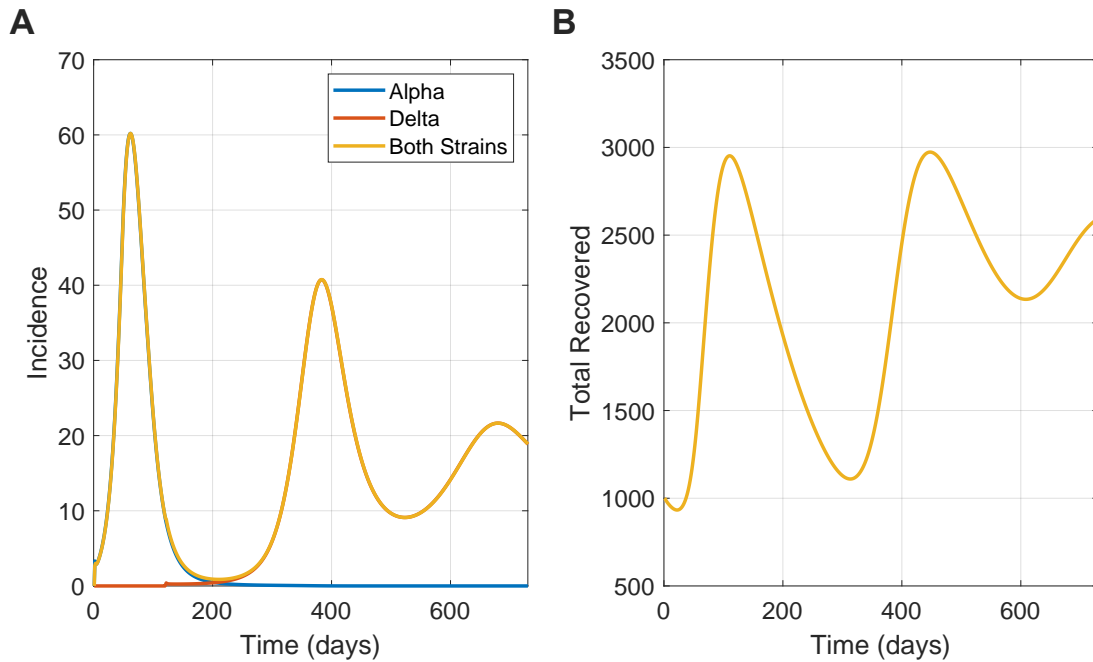 A
70
60
50
40
30
20
10
0
Incidence
0 200 400 600
Time (days)
Alpha
Delta
Both Strains
B
3500
3000
2500
2000
1500
1000
500
Total Recovered
0 200 400 600
Time (days)